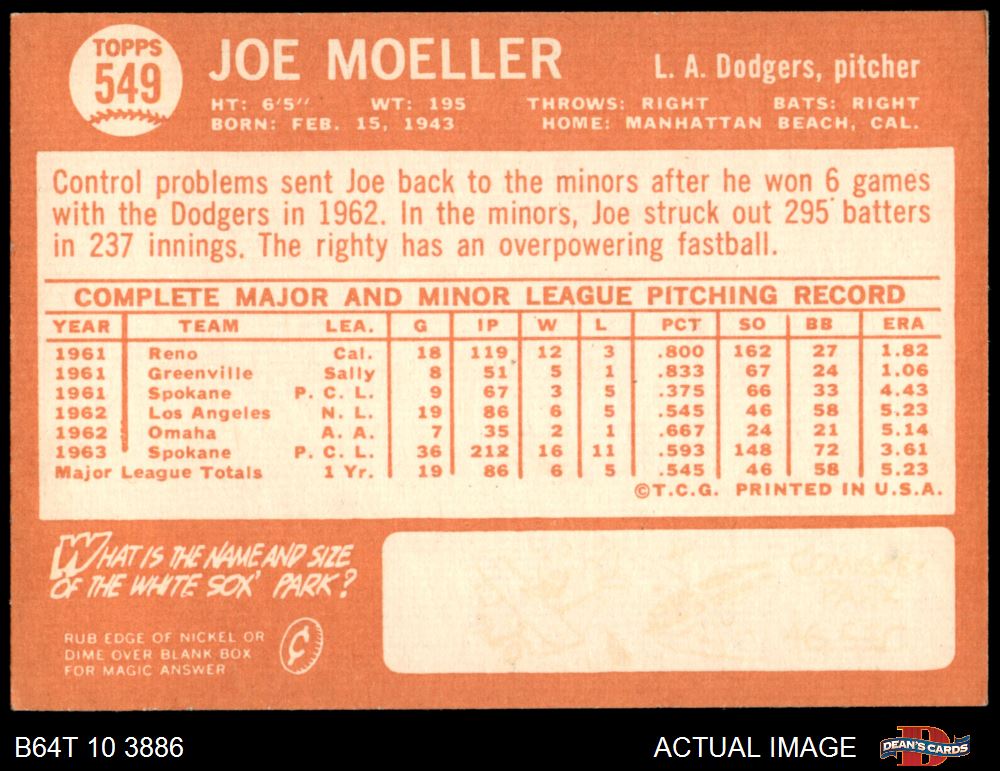 TOPPS
549
JOE MOELLER
L. A. Dodgers, pitcher
HT: 6'5" WT: 195 THROWS: RIGHT BATS: RIGHT
BORN: FEB. 15, 1943 HOME: MANHATTAN BEACH, CAL.
Control problems sent Joe back to the minors after he won 6 games
with the Dodgers in 1962. In the minors, Joe struck out 295 batters
in 237 innings. The righty has an overpowering fastball.
COMPLETE MAJOR AND MINOR LEAGUE PITCHING RECORD
YEAR TEAM LEA. G IP W L PCT SO BB ERA
1961 Reno Cal. 18 119 12 3 .800 162 27 1.82
1961 Greenville Sally 8 51 5 1 .833 67 24 1.06
1961 Spokane P. C. L. 9 67 3 5 .375 66 33 4.43
1962 Los Angeles N. L. 19 86 6 5 .545 46 58 5.23
1962 Omaha A. A. 7 35 2 1 .667 24 21 5.14
1963 Spokane P. C. L. 36 212 16 11 .593 148 72 3.61
Major League Totals 1 Yr. 19 86 6 5 .545 46 58 5.23
©T.C.G. PRINTED IN U.S.A.
WHAT IS THE NAME AND SIZE
OF THE WHITE SOX' PARK?
RUB EDGE OF NICKEL OR
DIME OVER BLANK BOX
FOR MAGIC ANSWER
B64T 10 3886
ACTUAL IMAGE
DEAN'S CARDS